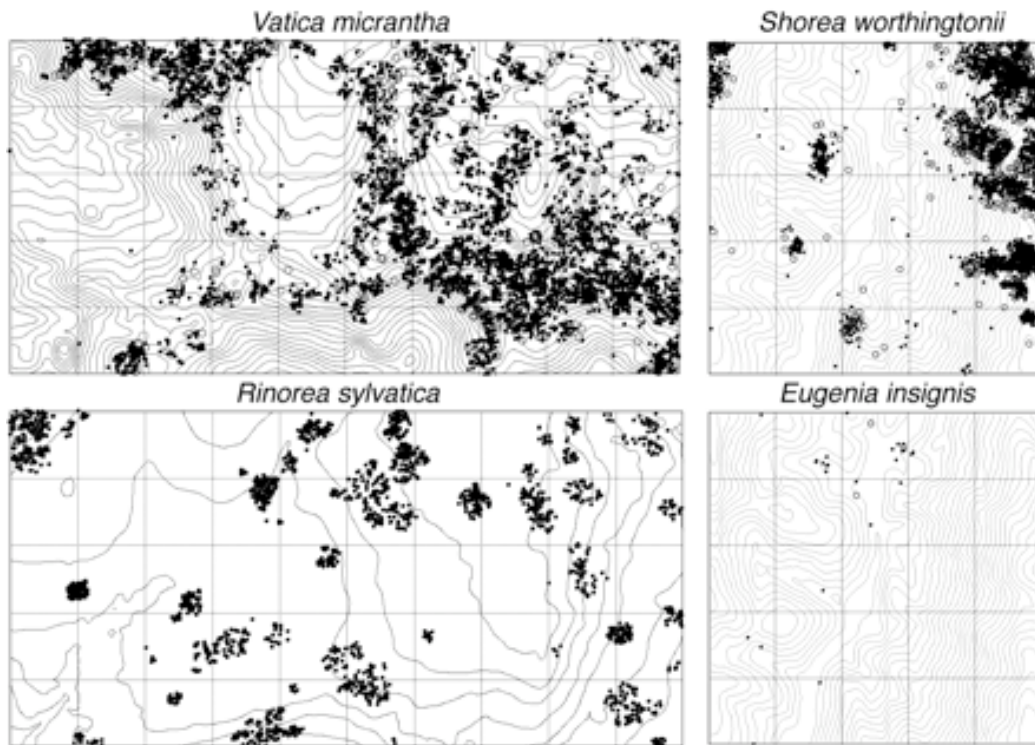 Vatica micrantha
Shorea worthingtonii
Rinorea sylvatica
Eugenia insignis